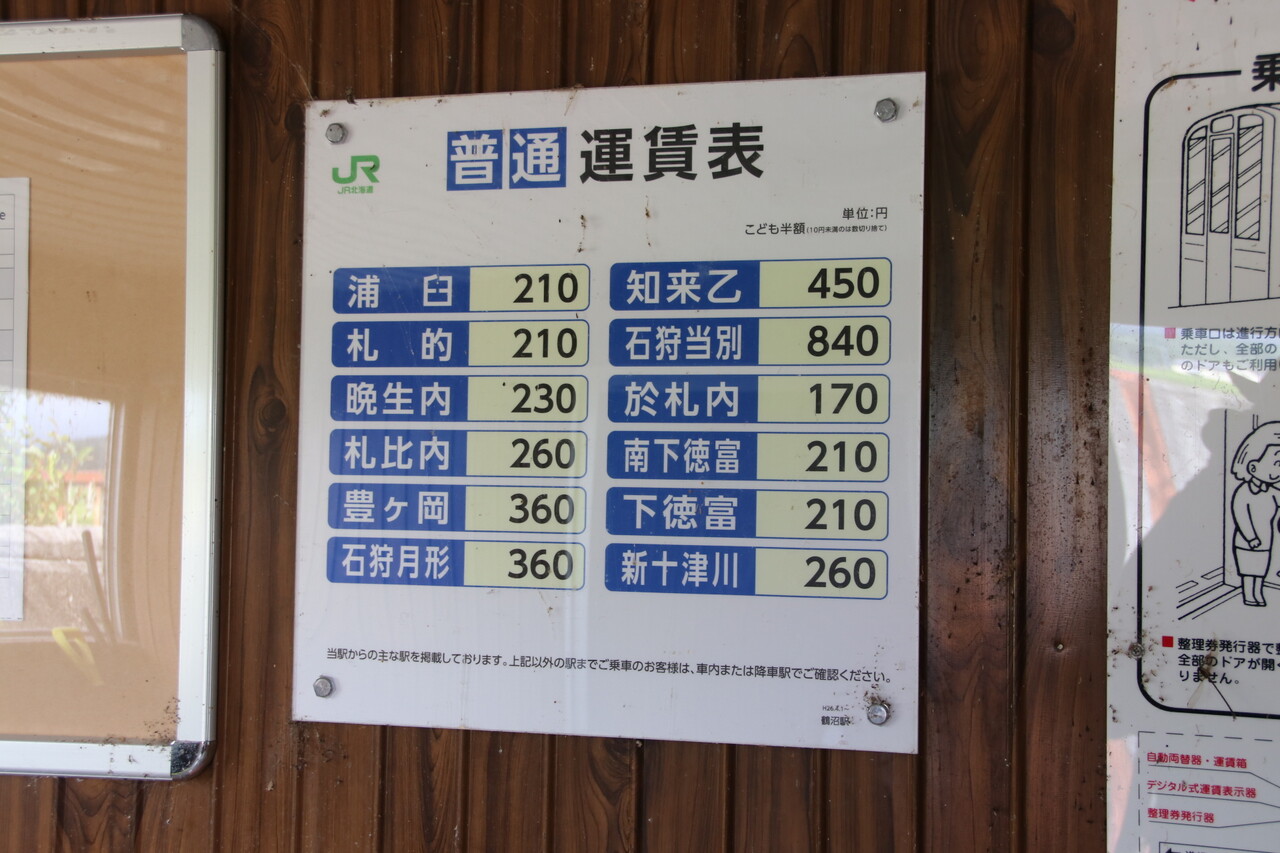 JR
JR北海道
普通運賃表
単位:円
こども半額(10円未満のは数切り捨て)
浦臼 210
札的 210
晩生内 230
札比内 260
豊ヶ岡 360
石狩月形 360
知来乙 450
石狩当別 840
於札内 170
南下徳富 210
下徳富 210
新十津川 260
当駅からの主な駅を掲載しております。上記以外の駅までご乗車のお客様は、車内または降車駅でご確認ください。
鶴沼駅
乗
■乗車口は進行方
ただし、全部の
のドアもご利用
■整理券発行器で
全部のドアが開
りません。
自動両替器・運賃箱
デジタル式運賃表示器
整理券発行器